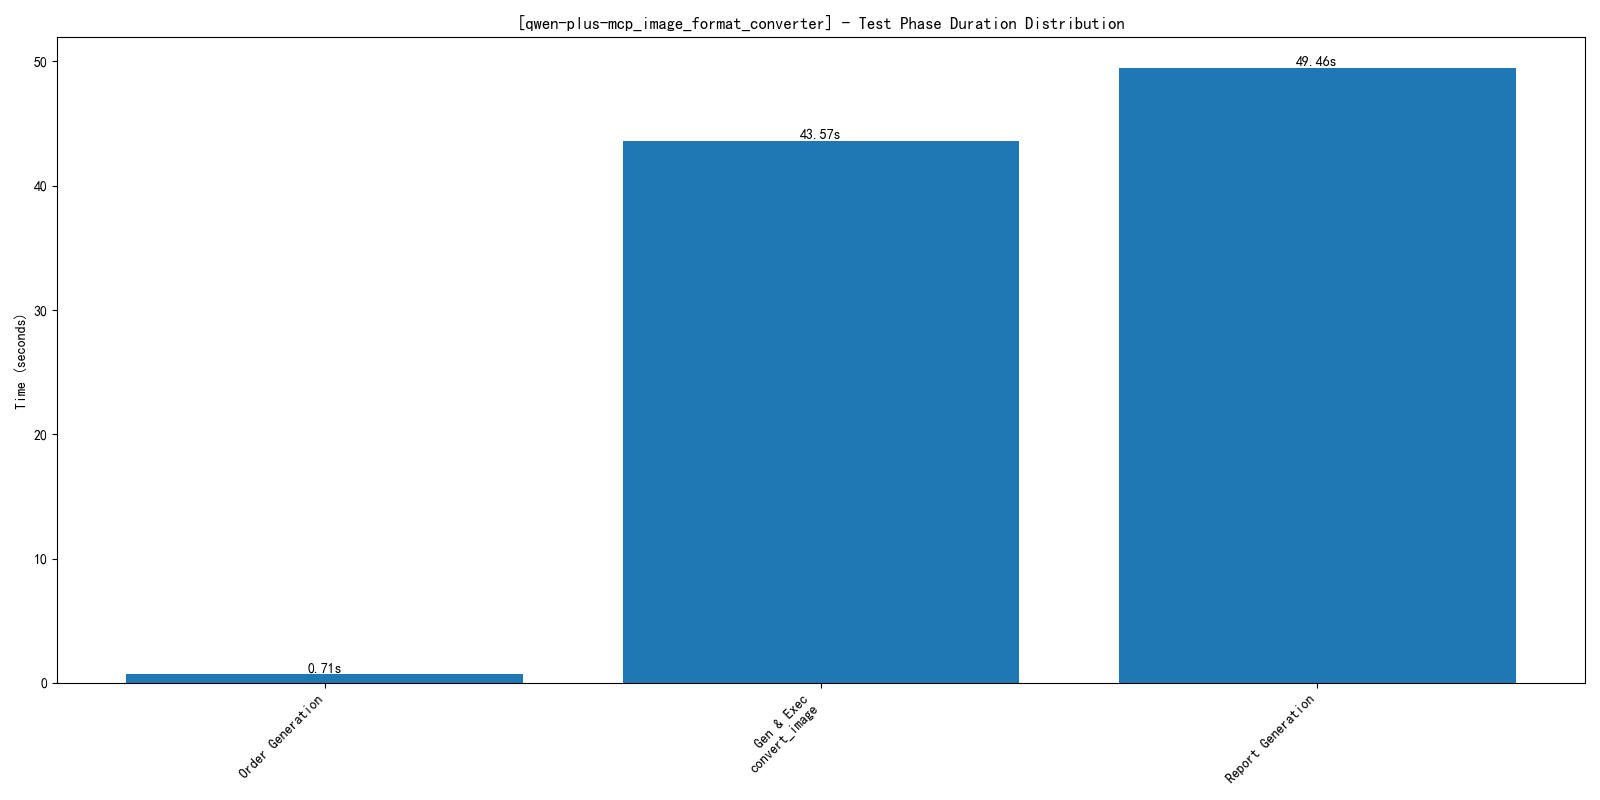 [qwen-plus-mcp_image_format_converter] - Test Phase Duration Distribution
Time (seconds)
50
40
30
20
10
0
0.71s
43.57s
49.46s
Order Generation
Gen & Exec
convert_image
Report Generation